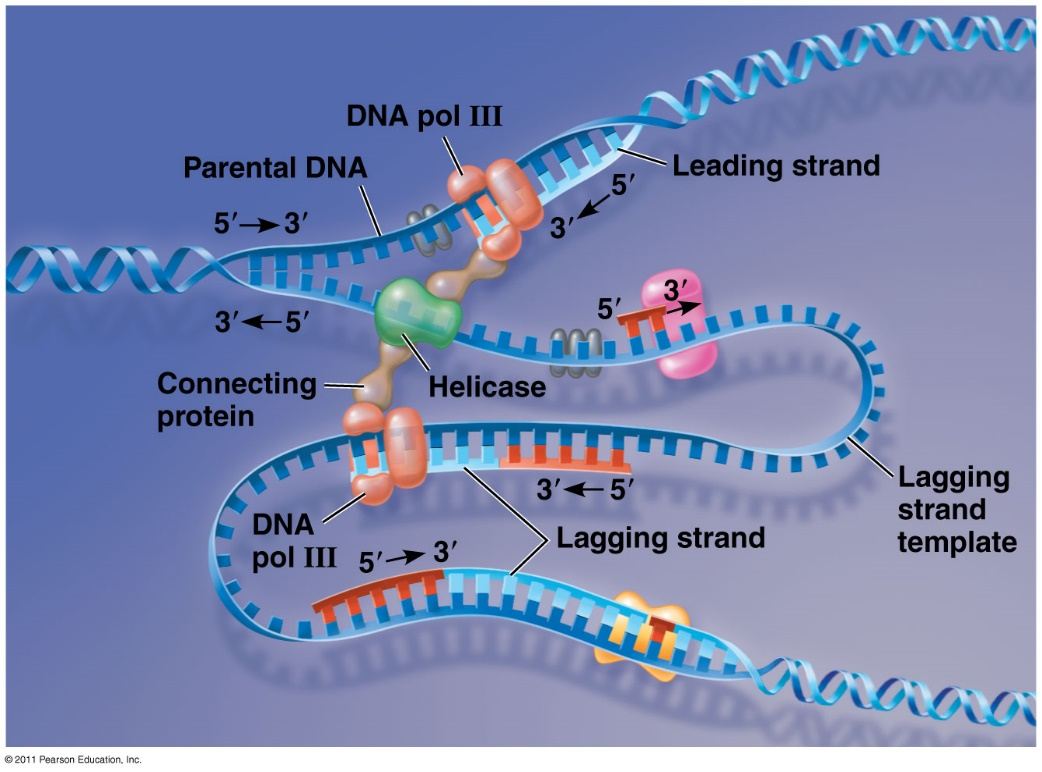 DNA pol III
Parental DNA
Leading strand
5′
3′
5′ → 3′
3′ ← 5′
5′
3′
Connecting
protein
Helicase
Lagging
strand
template
3′ ← 5′
DNA
pol III
Lagging strand
5′ → 3′
© 2011 Pearson Education, Inc.